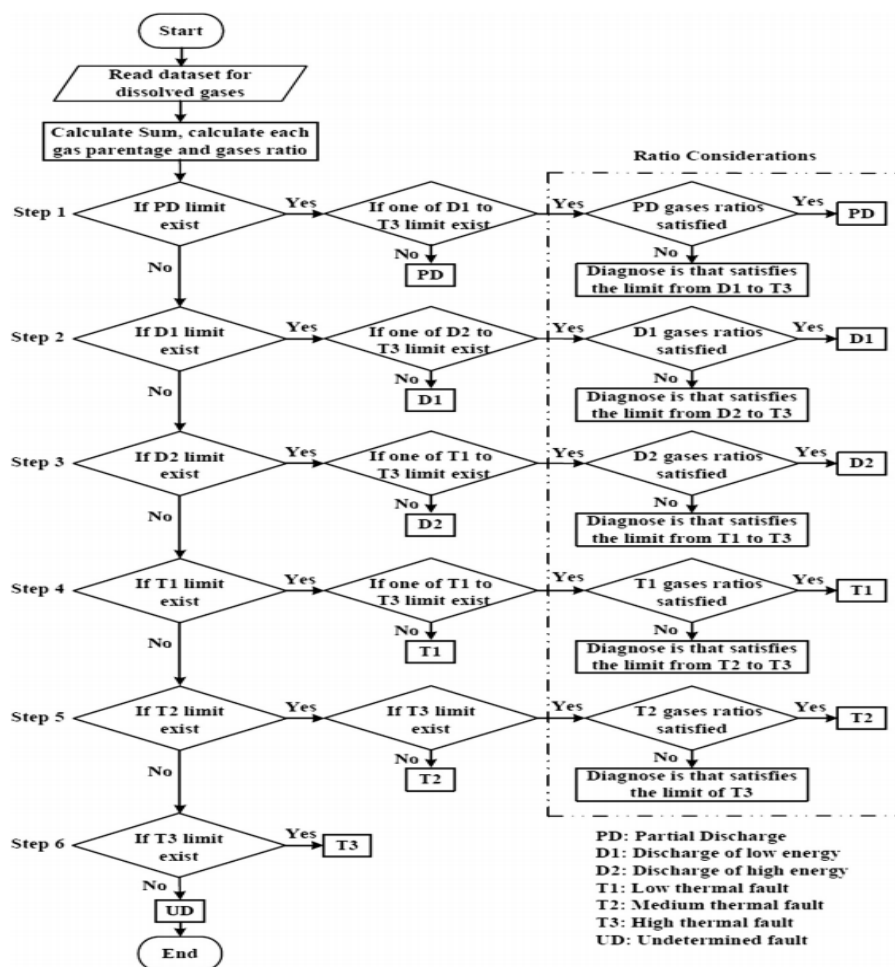 Start
Read dataset for
dissolved gases
Calculate Sum, calculate each
gas parentage and gases ratio
Ratio Considerations
Step 1
If PD limit
exist
Yes
If one of D1 to
T3 limit exist
Yes
PD gases ratios
satisfied
Yes
PD
No
No
PD
No
Diagnose is that satisfies
the limit from D1 to T3
Step 2
If D1 limit
exist
Yes
If one of D2 to
T3 limit exist
Yes
D1 gases ratios
satisfied
Yes
D1
No
No
D1
No
Diagnose is that satisfies
the limit from D2 to T3
Step 3
If D2 limit
exist
Yes
If one of T1 to
T3 limit exist
Yes
D2 gases ratios
satisfied
Yes
D2
No
No
D2
No
Diagnose is that satisfies
the limit from T1 to T3
Step 4
If T1 limit
exist
Yes
If one of T1 to
T3 limit exist
Yes
T1 gases ratios
satisfied
Yes
T1
No
No
T1
No
Diagnose is that satisfies
the limit from T2 to T3
Step 5
If T2 limit
exist
Yes
If T3 limit
exist
Yes
T2 gases ratios
satisfied
Yes
T2
No
No
T2
No
Diagnose is that satisfies
the limit of T3
Step 6
If T3 limit
exist
Yes
T3
No
UD
End
PD: Partial Discharge
D1: Discharge of low energy
D2: Discharge of high energy
T1: Low thermal fault
T2: Medium thermal fault
T3: High thermal fault
UD: Undetermined fault